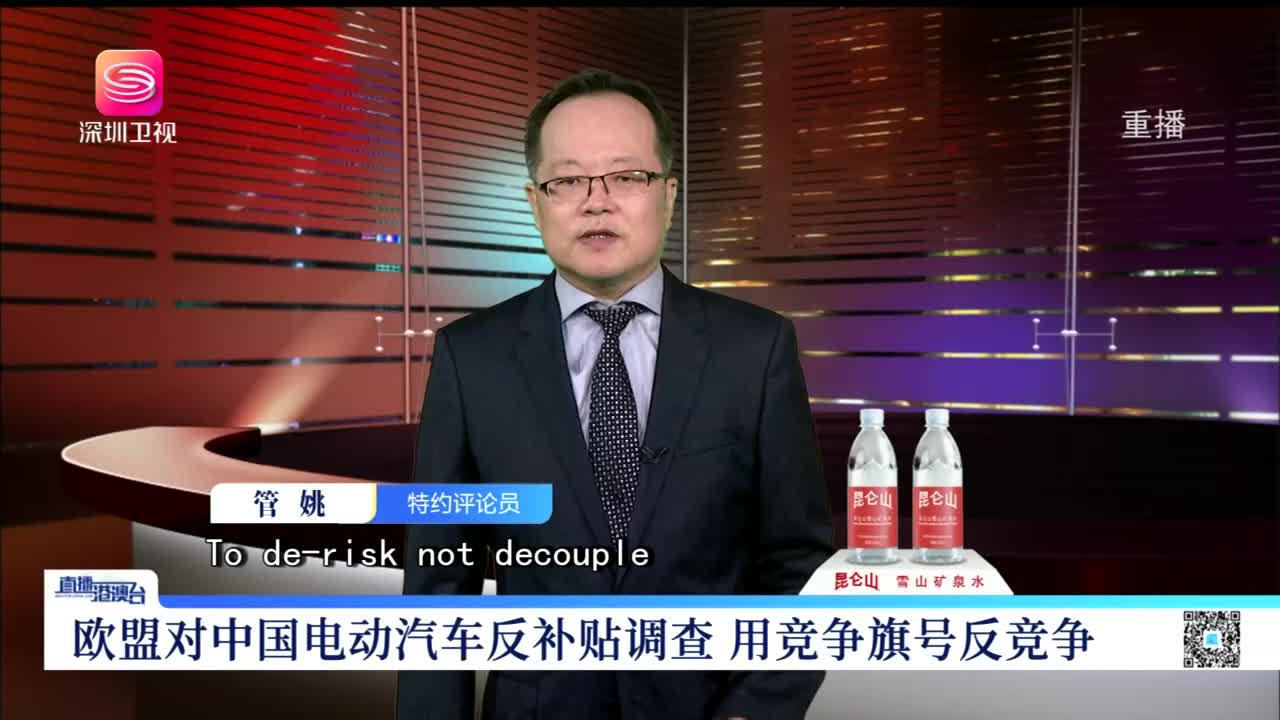 深圳卫视
重播
管姚
特约评论员
To de-risk not decouple
昆仑山
昆仑山
昆仑山 雪山矿泉水
直播港澳台
欧盟对中国电动汽车反补贴调查 用竞争旗号反竞争